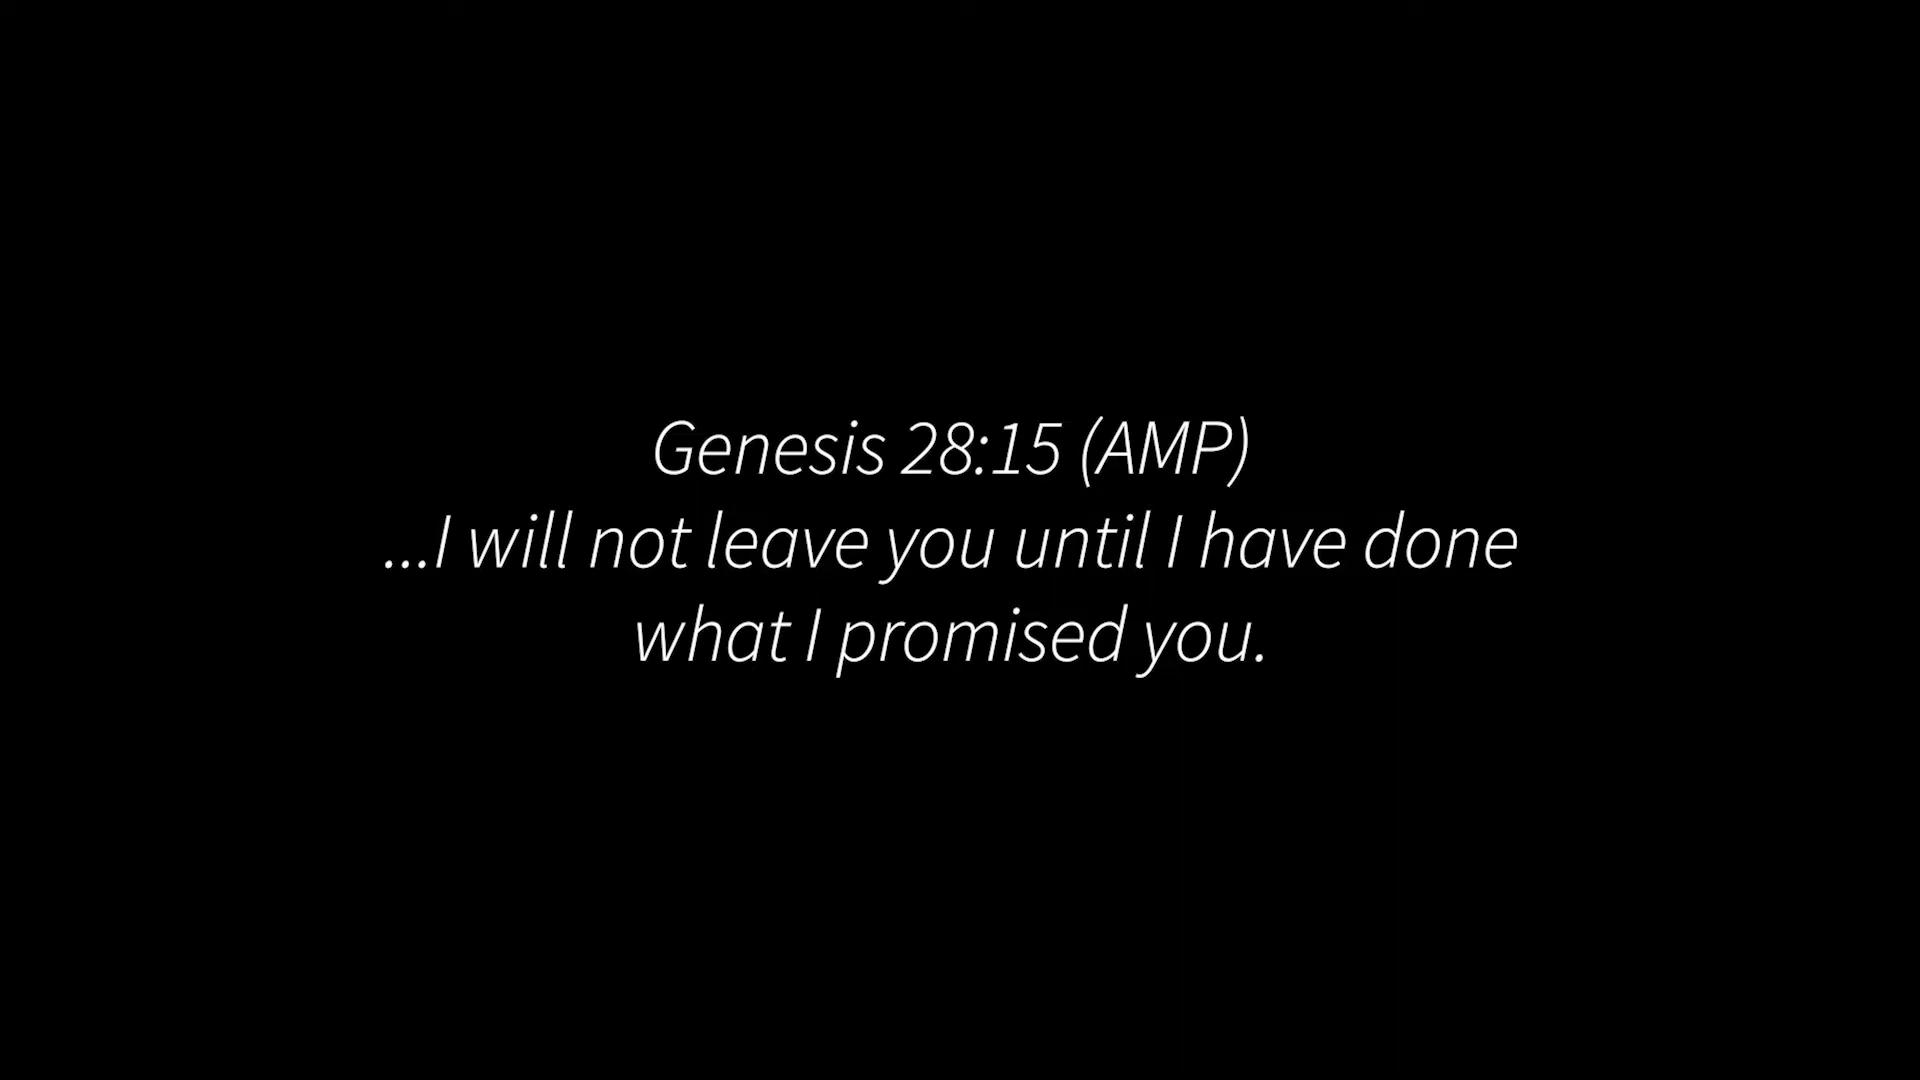 Genesis 28:15 (AMP)
...I will not leave you until I have done
what I promised you.